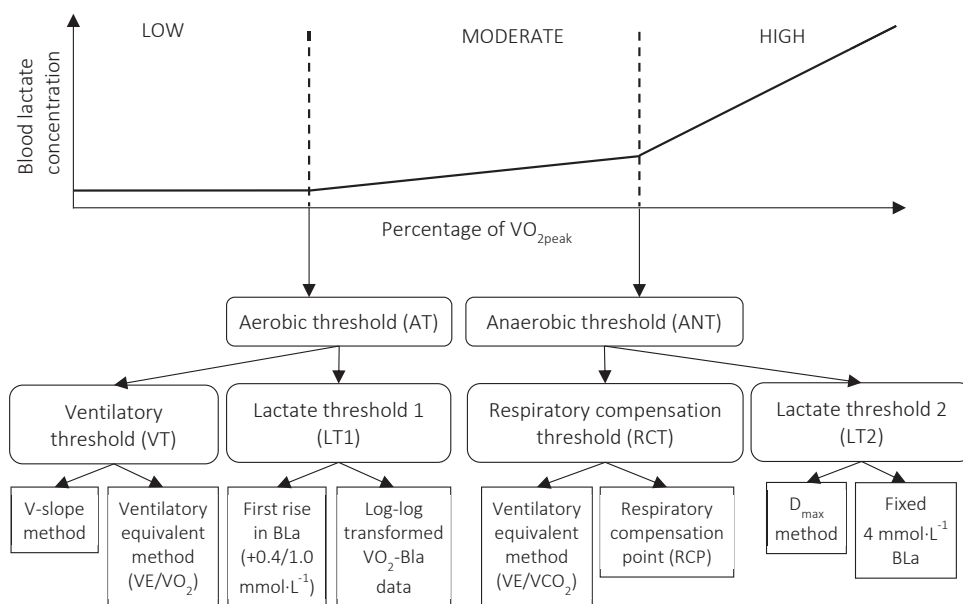 LOW
MODERATE
HIGH
Blood lactate
concentration
Percentage of VO2peak
Aerobic threshold (AT)
Anaerobic threshold (ANT)
Ventilatory
threshold (VT)
Lactate threshold 1
(LT1)
Respiratory compensation
threshold (RCT)
Lactate threshold 2
(LT2)
V-slope
method
Ventilatory
equivalent
method
(VE/VO2)
First rise
in BLa
(+0.4/1.0
mmol·L-1)
Log-log
transformed
VO2-Bla
data
Ventilatory
equivalent
method
(VE/VCO2)
Respiratory
compensation
point (RCP)
Dmax
method
Fixed
4 mmol·L-1
BLa